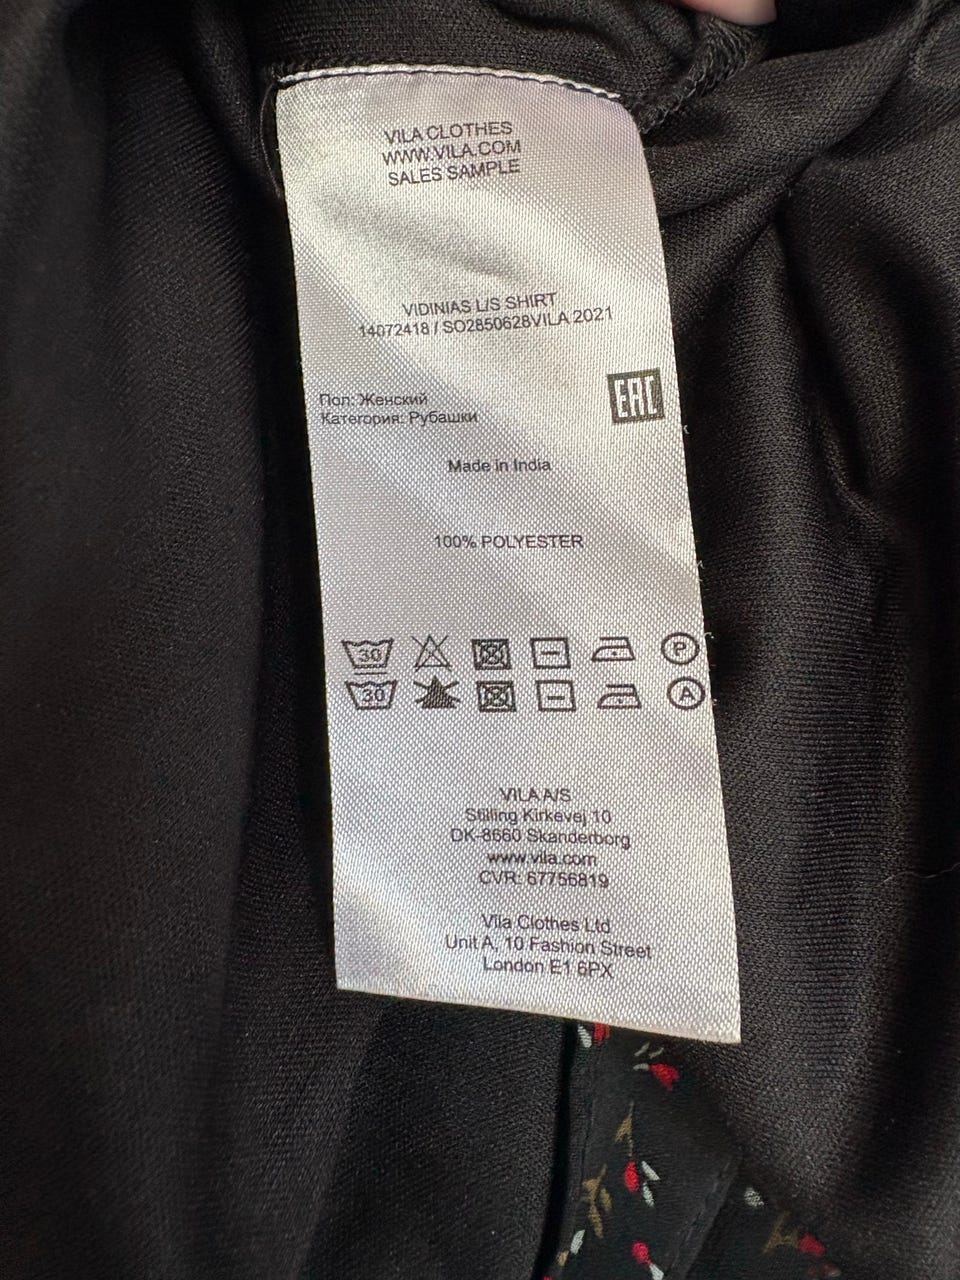 VILA CLOTHES
WWW.VILA.COM
SALES SAMPLE
VIDINIAS L/S SHIRT
14072418 / SO2850628VILA 2021
EAC
Пол: Женский
Категория: Рубашки
Made in India
100% POLYESTER
30 P
30 A
VILA A/S
Stilling Kirkevej 10
DK-8660 Skanderborg
www.vila.com
CVR: 67756819
Vila Clothes Ltd
Unit A, 10 Fashion Street
London E1 6PX